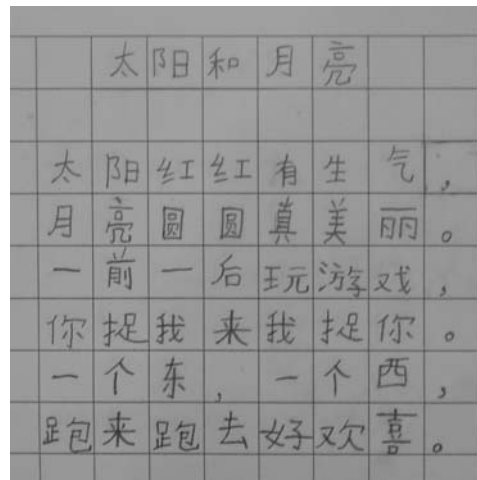 太阳和月亮
太阳红红有生气，
月亮圆圆真美丽。
一前一后玩游戏，
你捉我来我捉你。
一个东，一个西，
跑来跑去好欢喜。